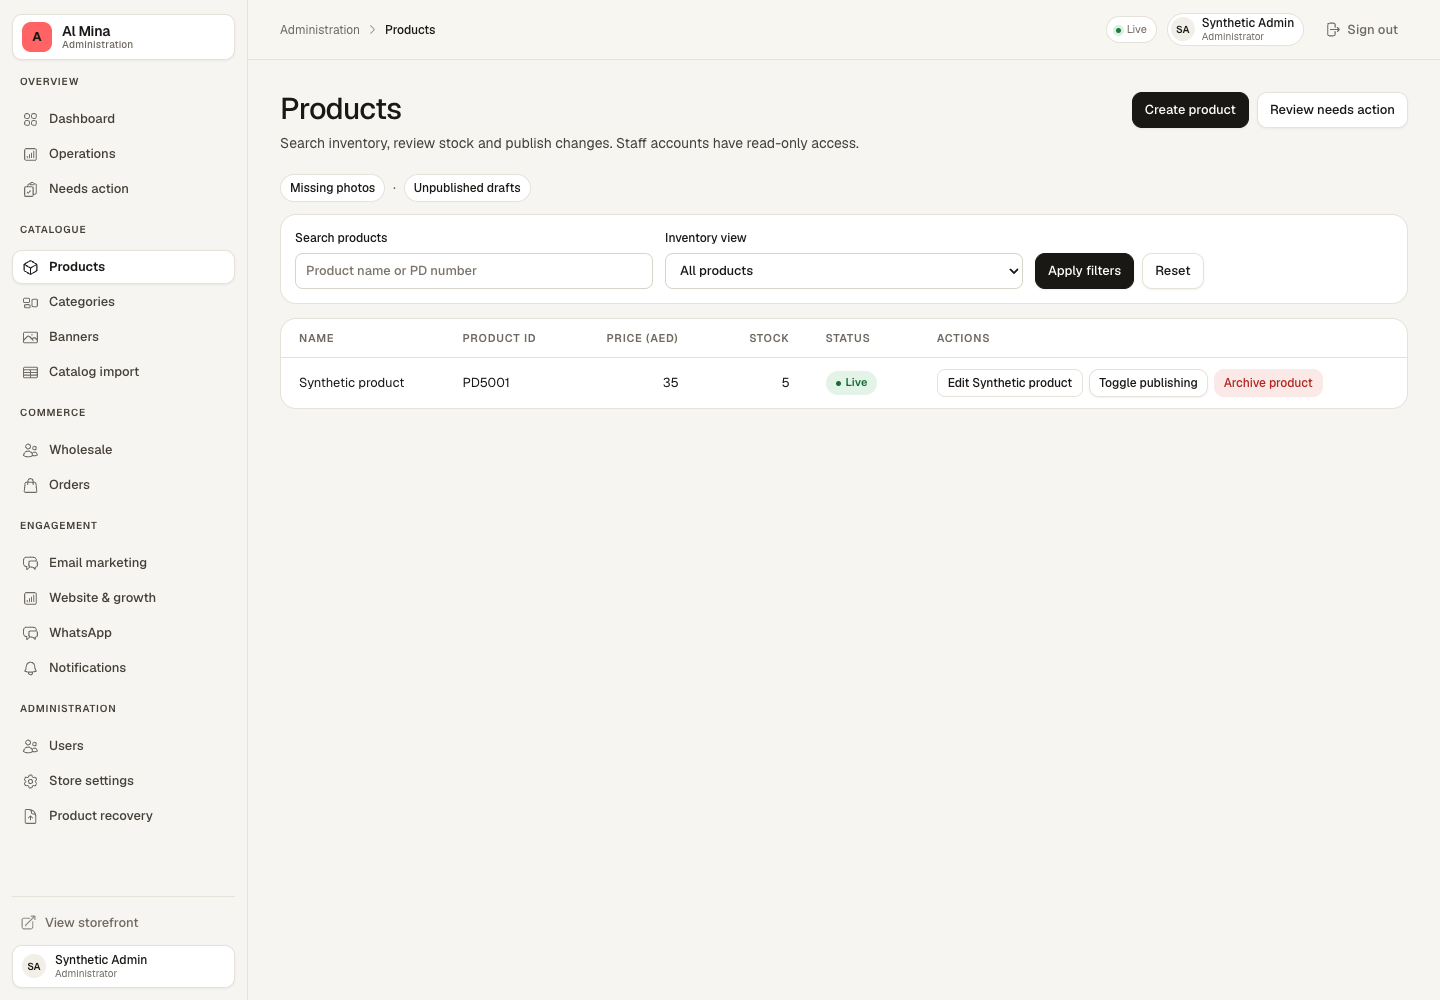 A
Al Mina
Administration
OVERVIEW
Dashboard
Operations
Needs action
CATALOGUE
Products
Categories
Banners
Catalog import
COMMERCE
Wholesale
Orders
ENGAGEMENT
Email marketing
Website & growth
WhatsApp
Notifications
ADMINISTRATION
Users
Store settings
Product recovery
View storefront
SA
Synthetic Admin
Administrator
Administration > Products
Live
SA
Synthetic Admin
Administrator
Sign out
Products
Create product
Review needs action
Search inventory, review stock and publish changes. Staff accounts have read-only access.
Missing photos · Unpublished drafts
Search products
Inventory view
Product name or PD number
All products
Apply filters
Reset
NAME PRODUCT ID PRICE (AED) STOCK STATUS ACTIONS
Synthetic product PD5001 35 5 Live Edit Synthetic product Toggle publishing Archive product